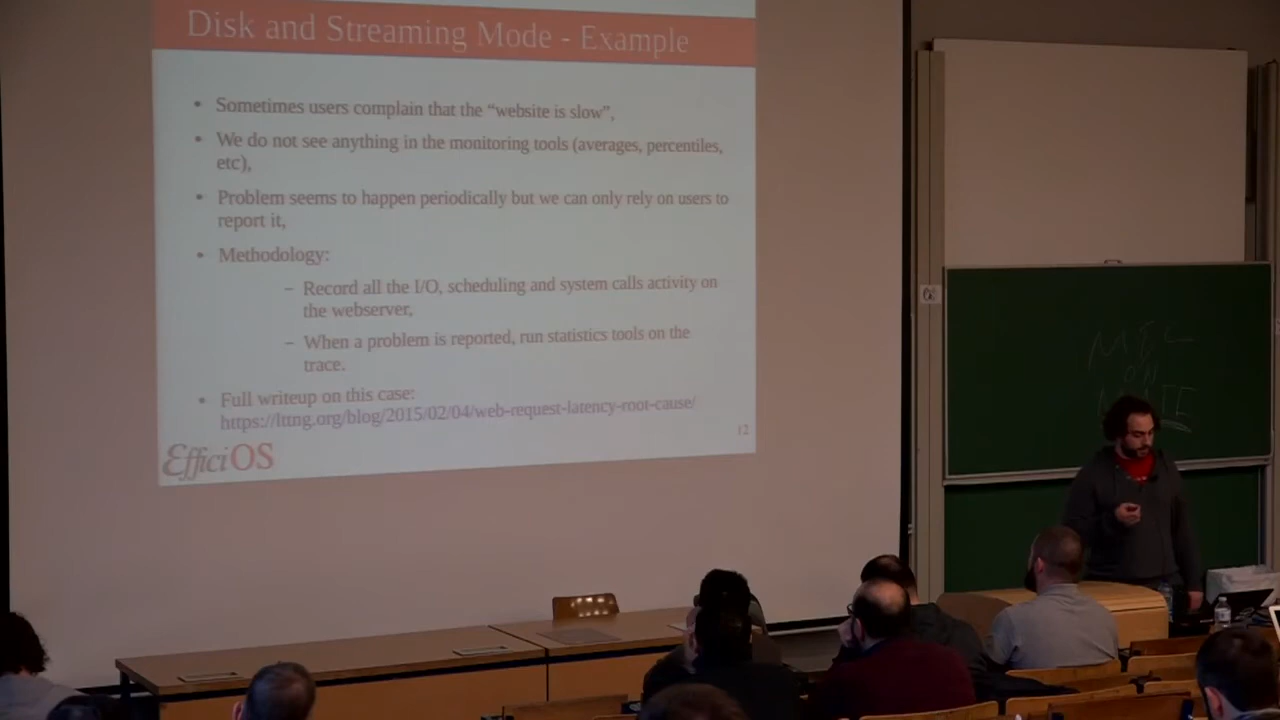 Disk and Streaming Mode - Example
• Sometimes users complain that the “website is slow”,
• We do not see anything in the monitoring tools (averages, percentiles,
etc),
• Problem seems to happen periodically but we can only rely on users to
report it,
• Methodology:
– Record all the I/O, scheduling and system calls activity on
the webserver,
– When a problem is reported, run statistics tools on the
trace.
• Full writeup on this case:
https://lttng.org/blog/2015/02/04/web-request-latency-root-cause/
12
EfficiOS